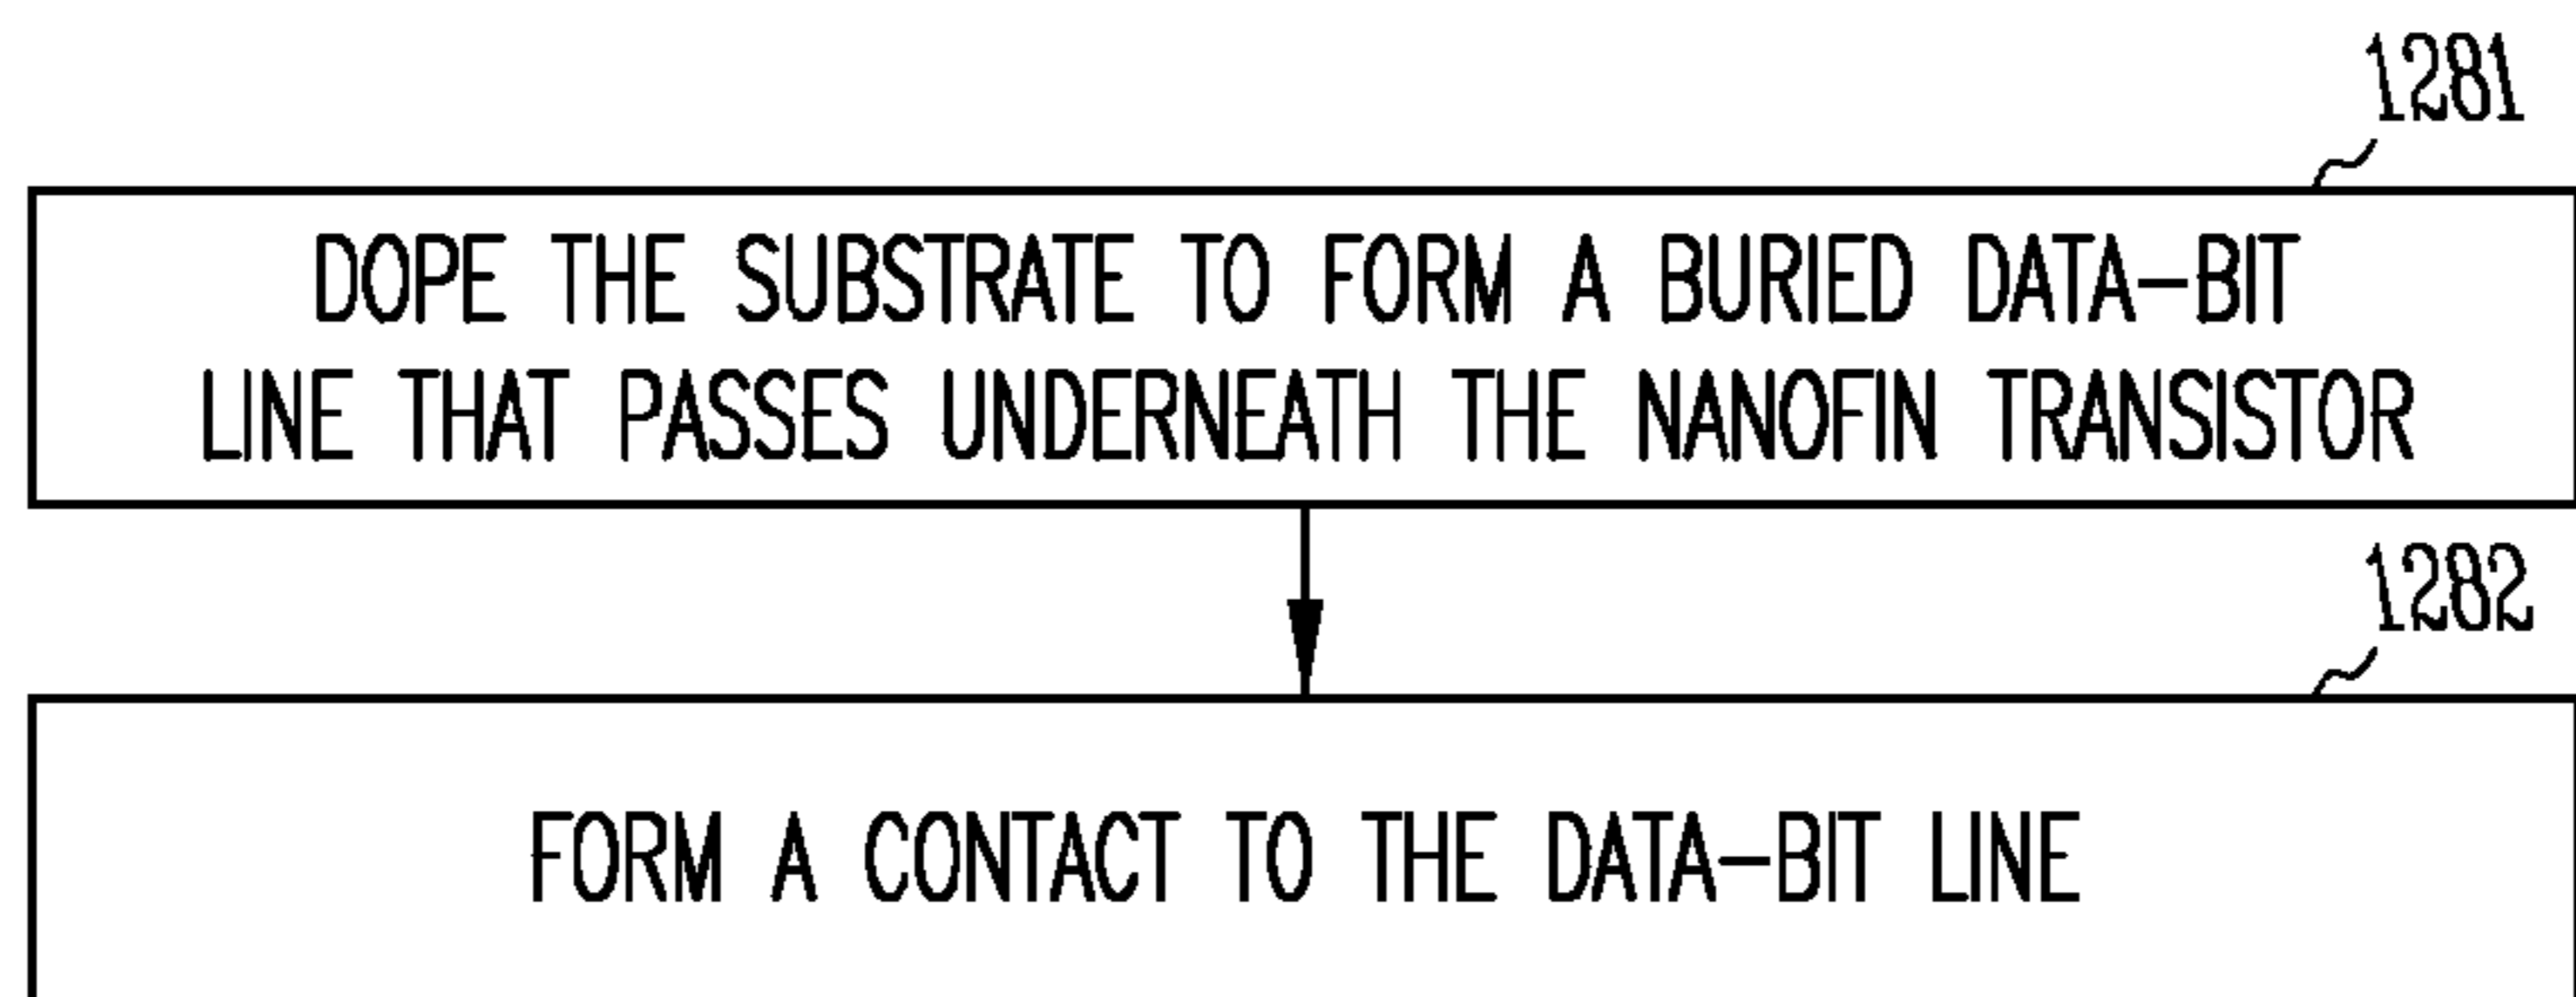 1281
DOPE THE SUBSTRATE TO FORM A BURIED DATA-BIT
LINE THAT PASSES UNDERNEATH THE NANOFIN TRANSISTOR
1282
FORM A CONTACT TO THE DATA-BIT LINE